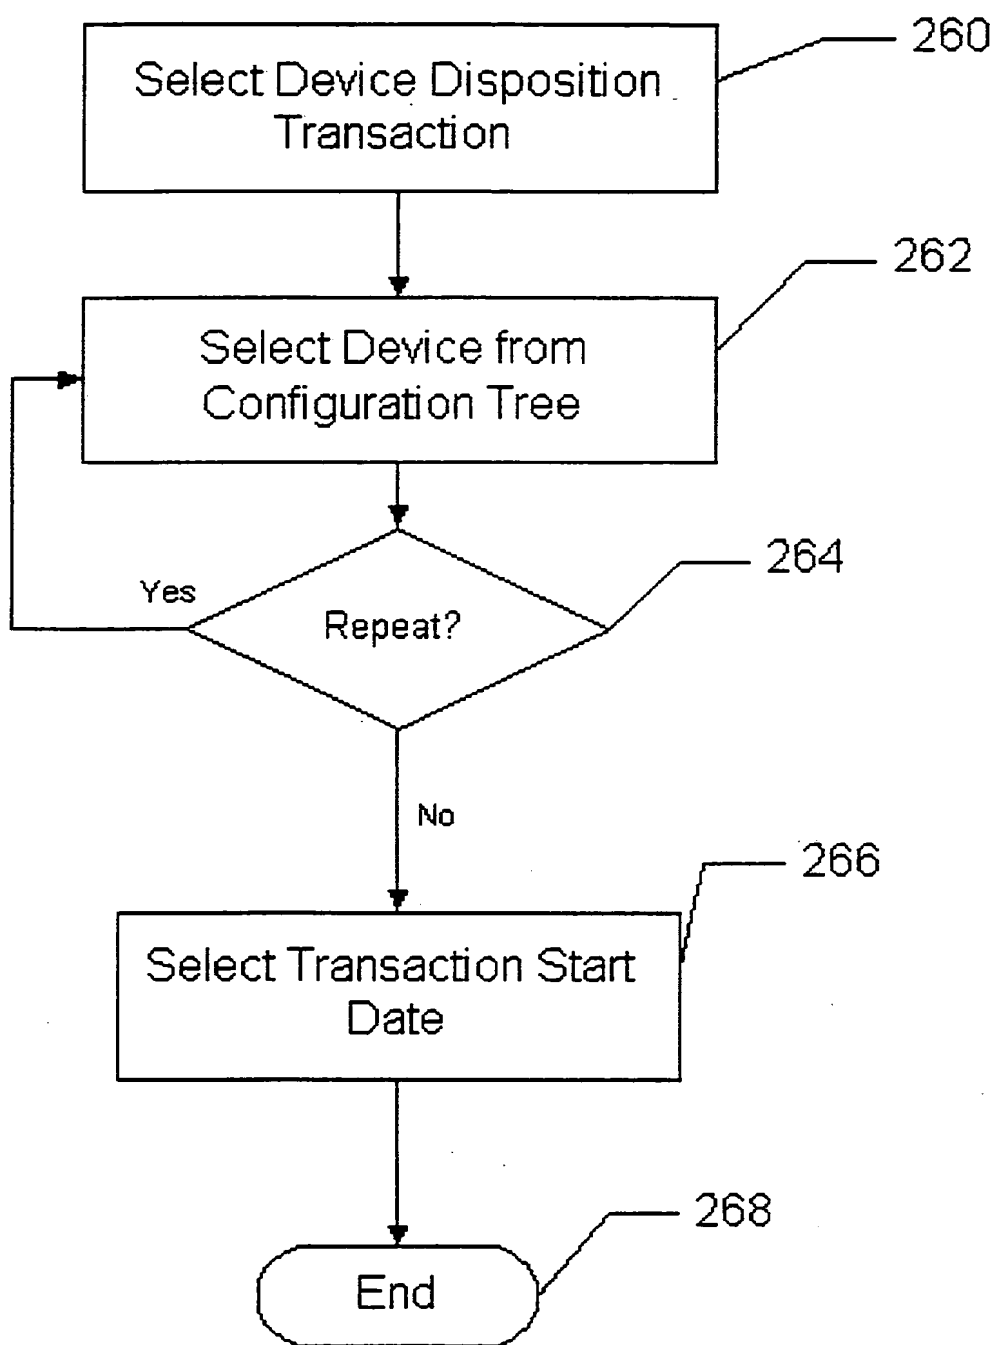 260
Select Device Disposition
Transaction
262
Select Device from
Configuration Tree
264
Yes
Repeat?
No
266
Select Transaction Start
Date
268
End